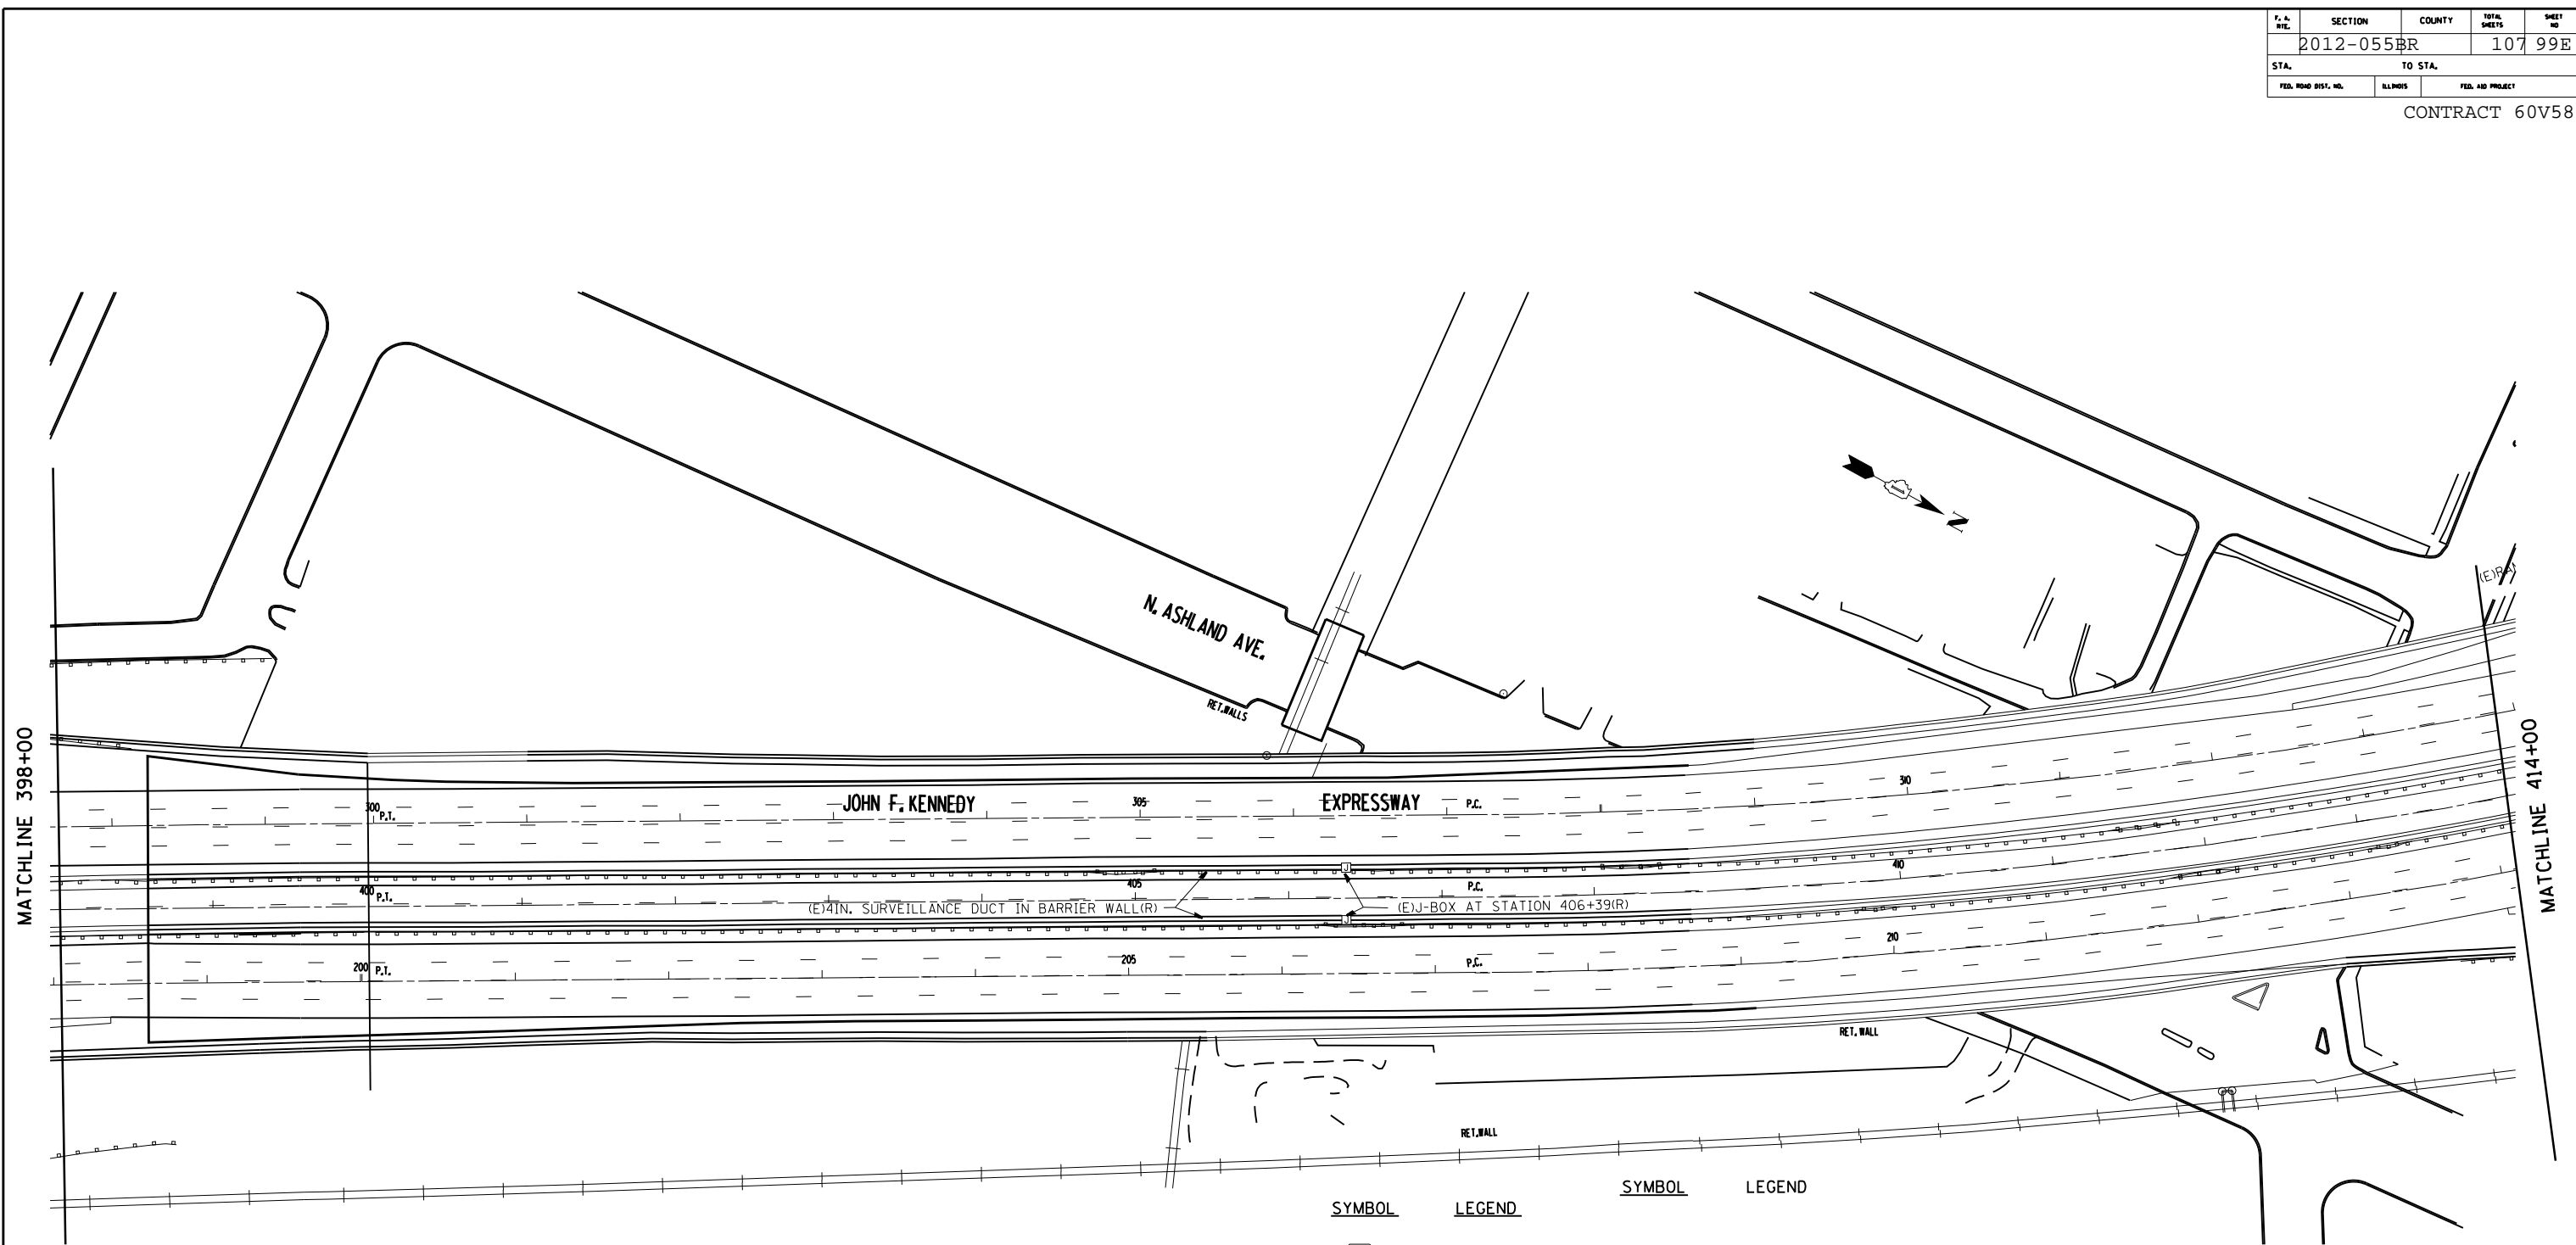 F. A. RTE. SECTION COUNTY TOTAL SHEETS SHEET NO
2012-055BR 107 99E
STA. TO STA.
FED. ROAD DIST. NO. ILLINOIS FED. AID PROJECT
CONTRACT 60V58
N
(E)RA
N. ASHLAND AVE.
RET.WALLS
MATCHLINE 398+00
MATCHLINE 414+00
310
300 P.T. JOHN F. KENNEDY 305 EXPRESSWAY P.C.
J
410
400 P.T. 405 P.C.
(E)4IN. SURVEILLANCE DUCT IN BARRIER WALL(R) (E)J-BOX AT STATION 406+39(R)
J
210
200 P.T. 205 P.C.
RET. WALL
RET.WALL
SYMBOL LEGEND
SYMBOL LEGEND